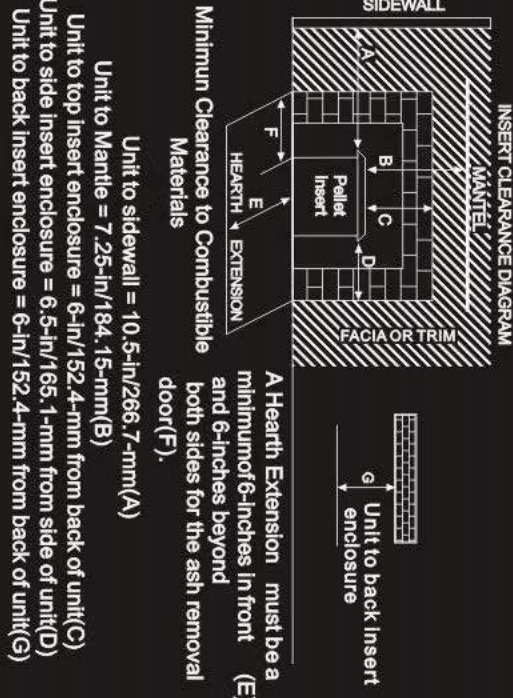 INSERT CLEARANCE DIAGRAM
SIDEWALL
MANTEL
A
B
C
D
Pellet
Insert
F
E
HEARTH EXTENSION
FACIA OR TRIM
G
Unit to back insert
enclosure
Minimun Clearance to Combustible
Materials
A Hearth Extension must be a
minimumof 6-inches in front (E)
and 6-inches beyond
both sides for the ash removal
door(F).
Unit to sidewall = 10.5-in/266.7-mm(A)
Unit to Mantle = 7.25-in/184.15-mm(B)
Unit to top insert enclosure = 6-in/152.4-mm from back of unit(C)
Unit to side insert enclosure = 6.5-in/165.1-mm from side of unit(D)
Unit to back insert enclosure = 6-in/152.4-mm from back of unit(G)